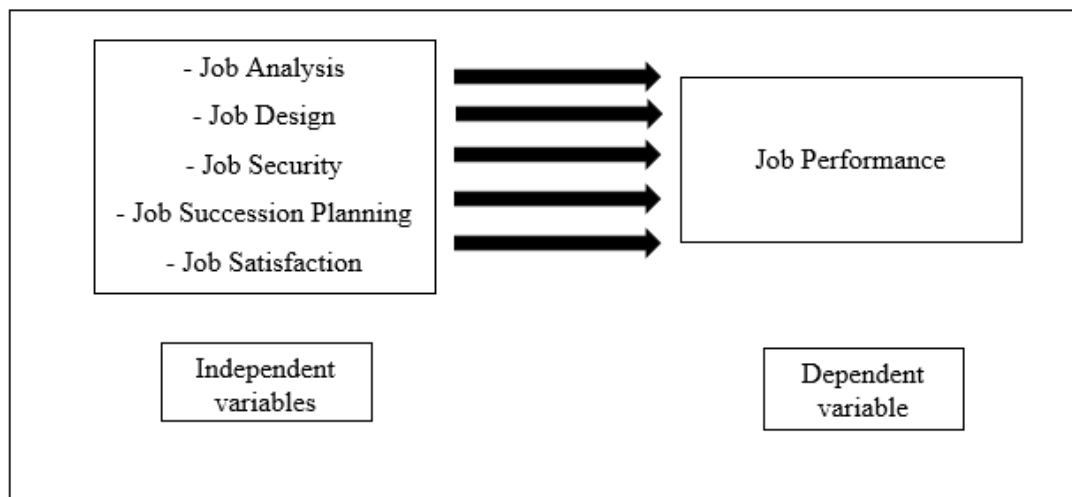 - Job Analysis
- Job Design
- Job Security
- Job Succession Planning
- Job Satisfaction
Job Performance
Independent
variables
Dependent
variable